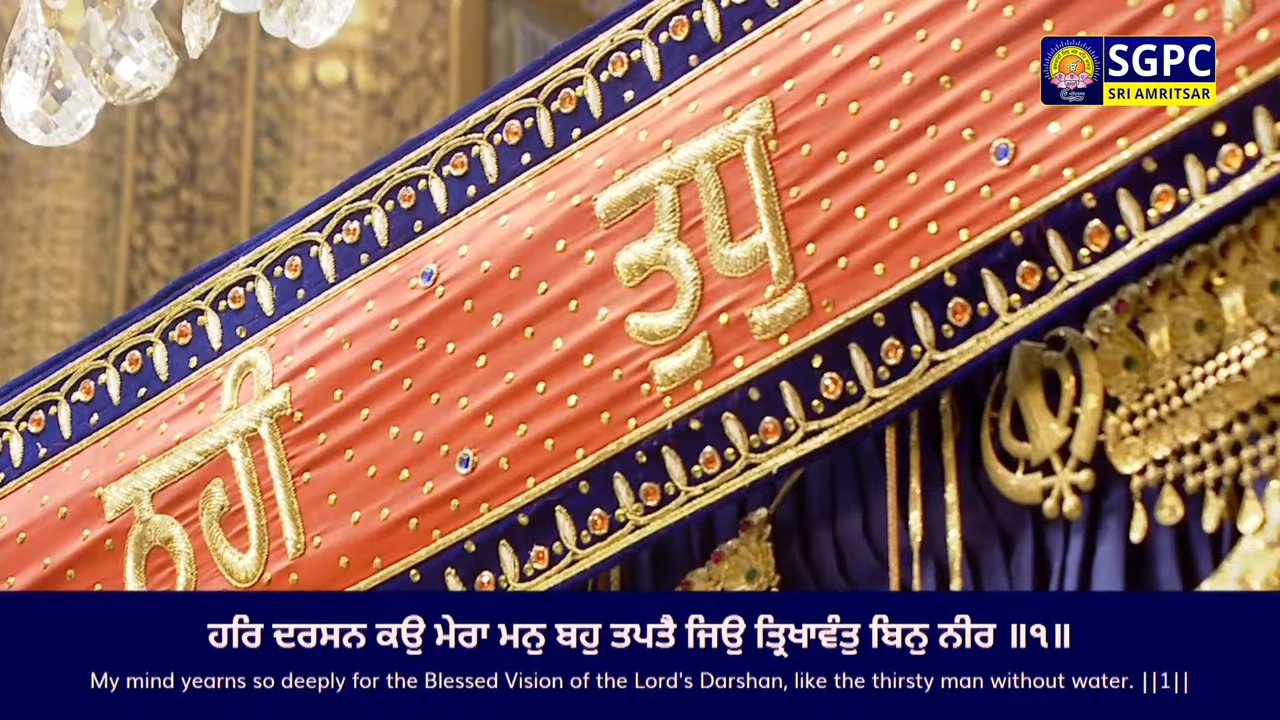 SGPC
SRI AMRITSAR
ਹਰਿ ਦਰਸਨ ਕਉ ਮੇਰਾ ਮਨੁ ਬਹੁ ਤਪਤੈ ਜਿਉ ਤ੍ਰਿਖਾਵੰਤੁ ਬਿਨੁ ਨੀਰ ॥੧॥
My mind yearns so deeply for the Blessed Vision of the Lord's Darshan, like the thirsty man without water. ||1||